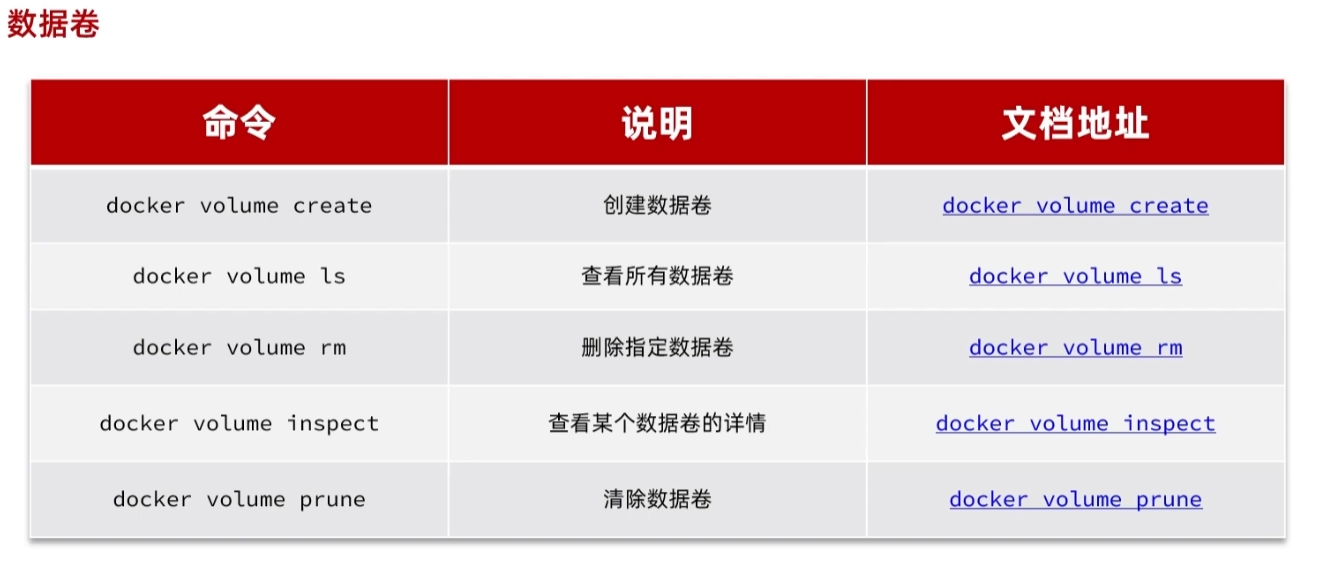 数据卷
命令 说明 文档地址
docker volume create 创建数据卷 docker volume create
docker volume ls 查看所有数据卷 docker volume ls
docker volume rm 删除指定数据卷 docker volume rm
docker volume inspect 查看某个数据卷的详情 docker volume inspect
docker volume prune 清除数据卷 docker volume prune